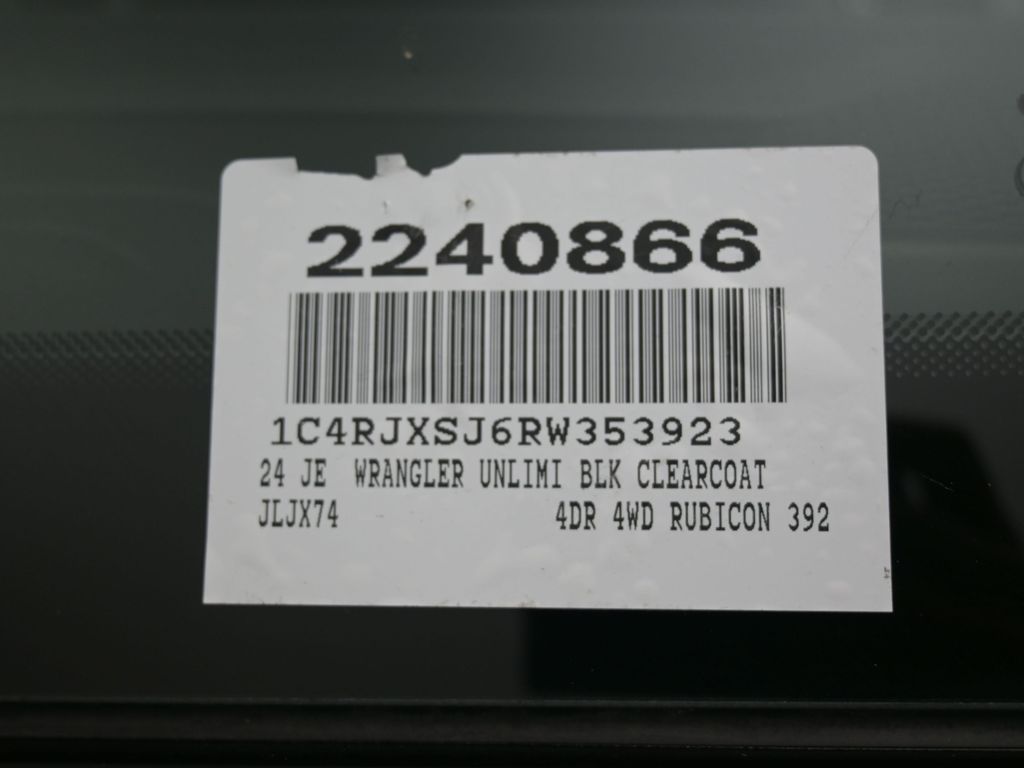 2240866
1C4RJXSJ6RW353923
24 JE WRANGLER UNLIMI BLK CLEARCOAT
JLJX74 4DR 4WD RUBICON 392